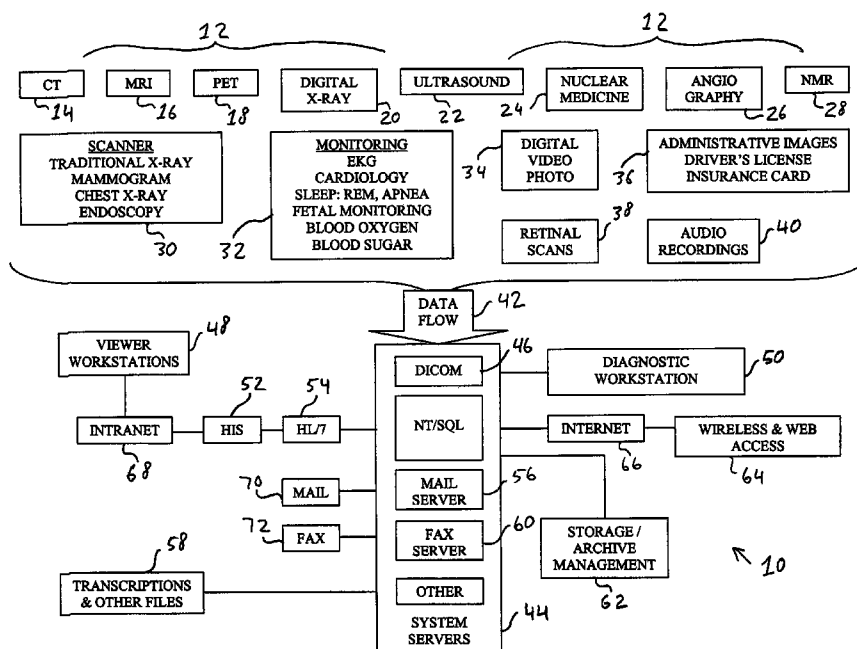 12
12
CT
MRI
PET
DIGITAL
X-RAY
ULTRASOUND
NUCLEAR
MEDICINE
ANGIO
GRAPHY
NMR
14
16
18
20
22
24
26
28
SCANNER
TRADITIONAL X-RAY
MAMMOGRAM
CHEST X-RAY
ENDOSCOPY
30
MONITORING
EKG
CARDIOLOGY
SLEEP: REM, APNEA
FETAL MONITORING
BLOOD OXYGEN
BLOOD SUGAR
32
34
DIGITAL
VIDEO
PHOTO
36
ADMINISTRATIVE IMAGES
DRIVER'S LICENSE
INSURANCE CARD
RETINAL
SCANS
38
AUDIO
RECORDINGS
40
DATA
FLOW
42
48
VIEWER
WORKSTATIONS
46
DICOM
DIAGNOSTIC
WORKSTATION
50
52
54
INTRANET
HIS
HL/7
NT/SQL
INTERNET
WIRELESS & WEB
ACCESS
68
66
64
70
MAIL
MAIL
SERVER
56
72
FAX
FAX
SERVER
60
STORAGE /
ARCHIVE
MANAGEMENT
62
10
58
TRANSCRIPTIONS
& OTHER FILES
OTHER
SYSTEM
SERVERS
44